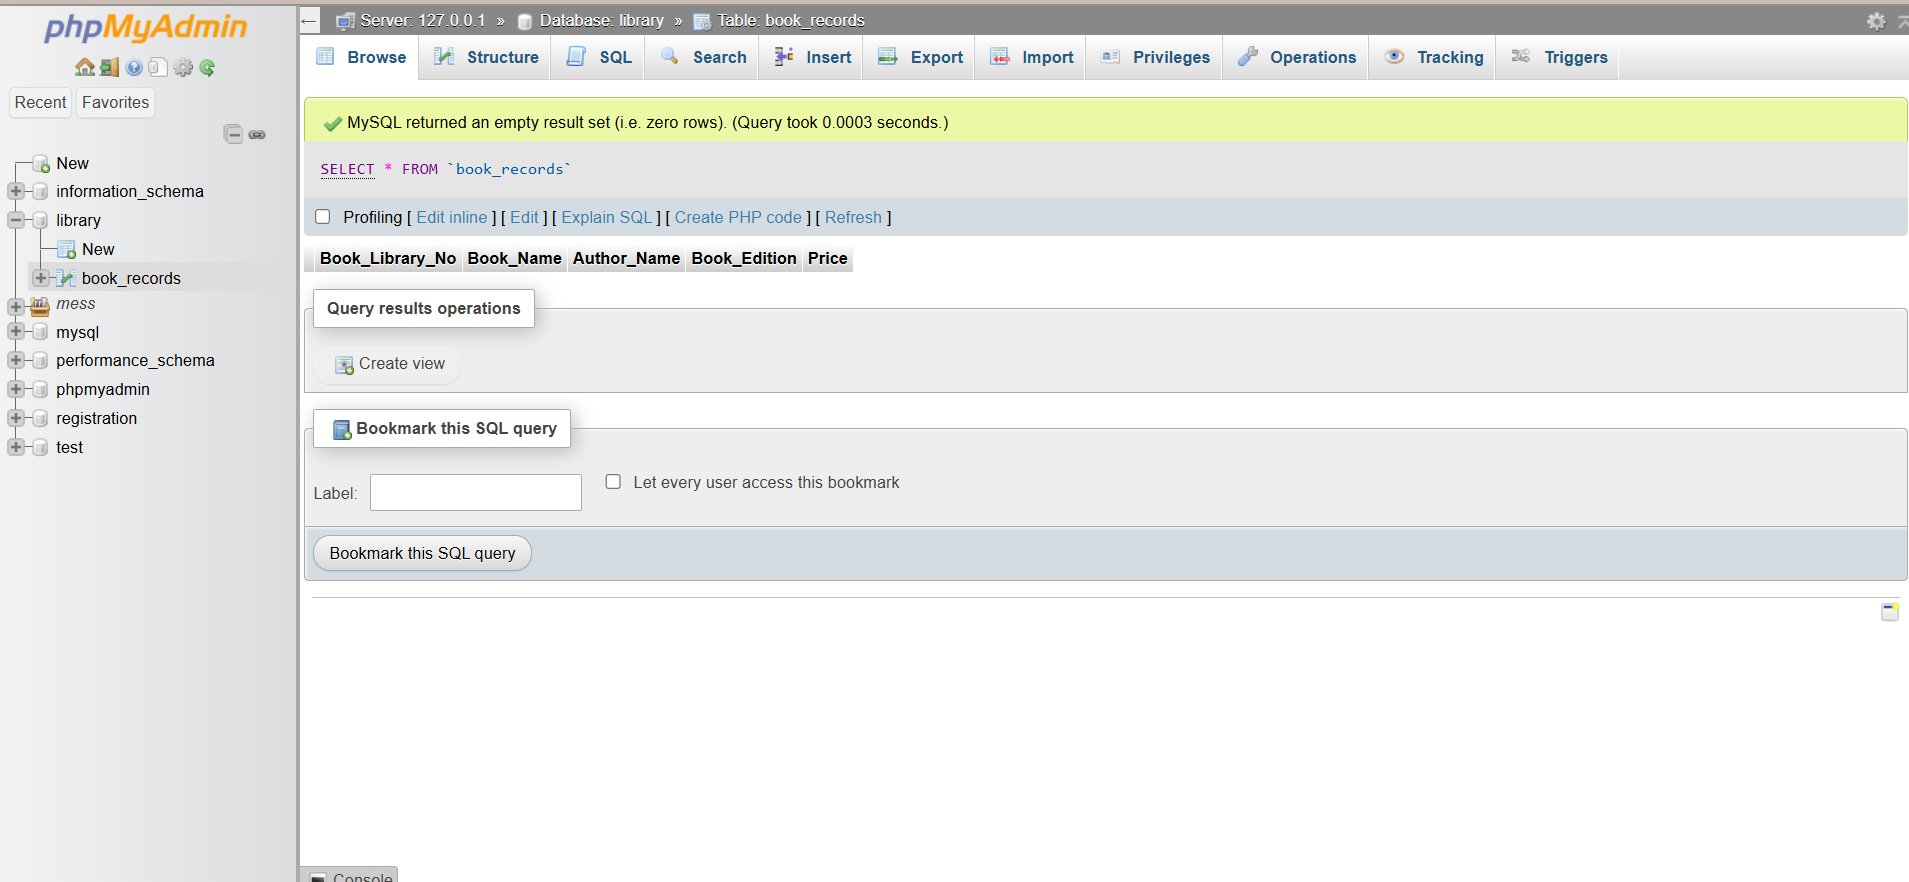 phpMyAdmin
Recent Favorites
New
information_schema
library
New
book_records
mess
mysql
performance_schema
phpmyadmin
registration
test
Server: 127.0.0.1 » Database: library » Table: book_records
Browse Structure SQL Search Insert Export Import Privileges Operations Tracking Triggers
MySQL returned an empty result set (i.e. zero rows). (Query took 0.0003 seconds.)
SELECT * FROM `book_records`
Profiling [ Edit inline ] [ Edit ] [ Explain SQL ] [ Create PHP code ] [ Refresh ]
Book_Library_No Book_Name Author_Name Book_Edition Price
Query results operations
Create view
Bookmark this SQL query
Label:
Let every user access this bookmark
Bookmark this SQL query
Console